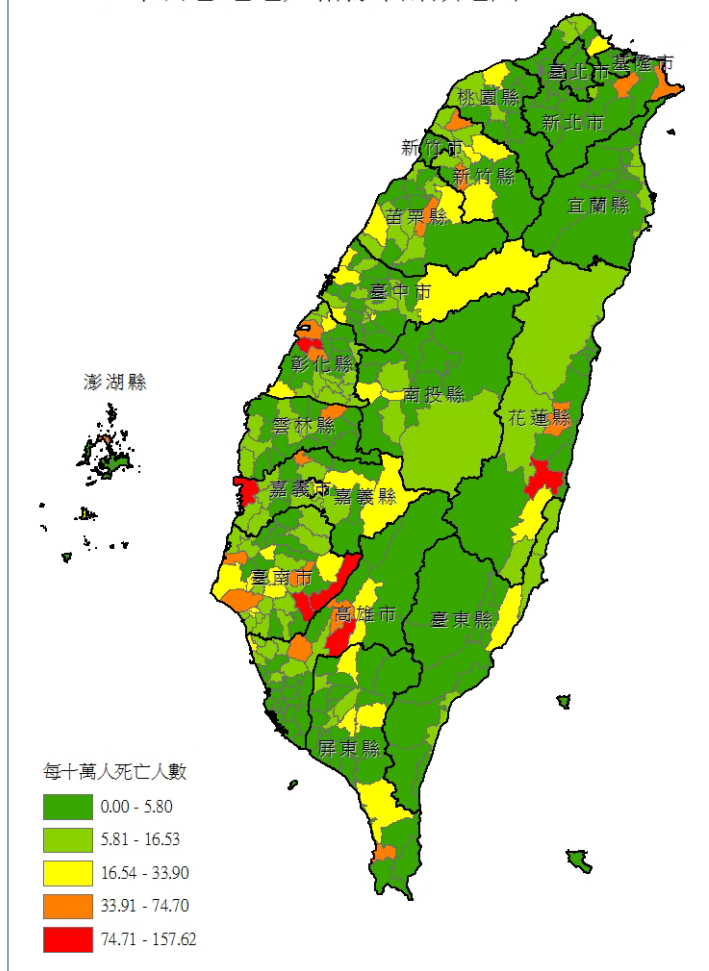 臺北市
基隆市
桃園縣
新北市
新竹市
新竹縣
宜蘭縣
苗栗縣
臺中市
彰化縣
澎湖縣
南投縣
花蓮縣
雲林縣
嘉義市
嘉義縣
臺南市
高雄市
臺東縣
屏東縣
每十萬人死亡人數
0.00 - 5.80
5.81 - 16.53
16.54 - 33.90
33.91 - 74.70
74.71 - 157.62